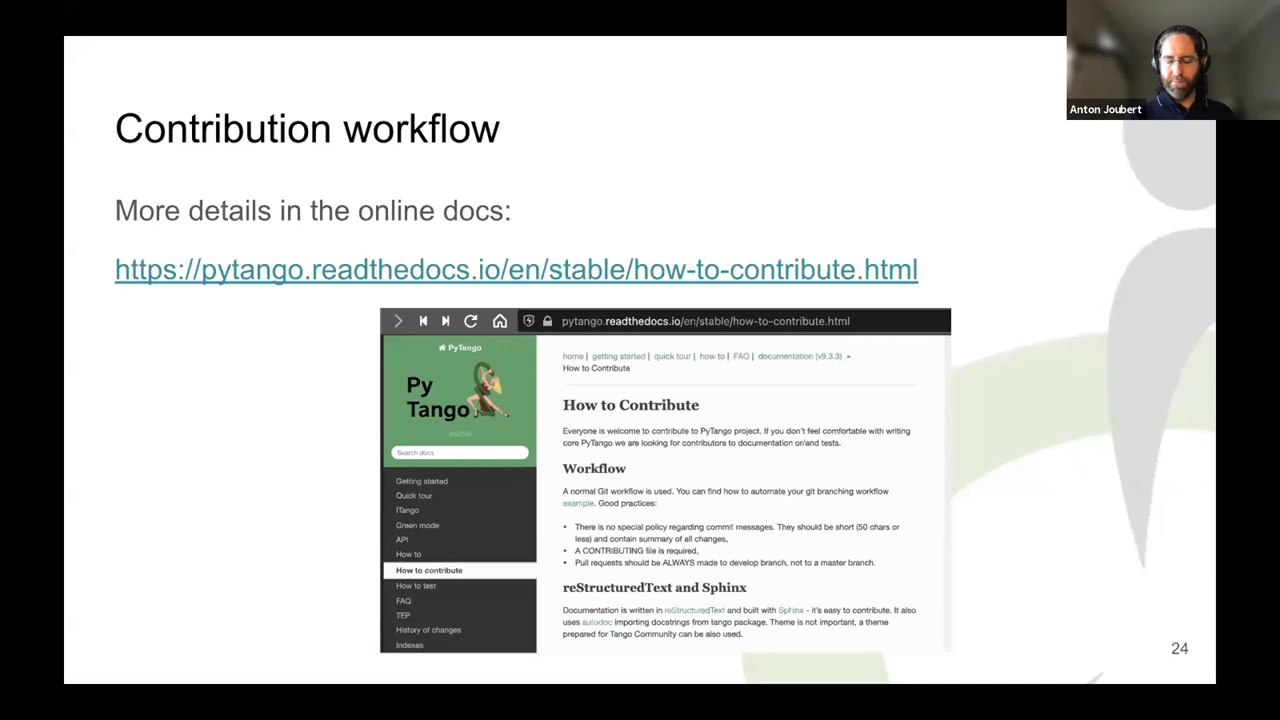 Anton Joubert
Contribution workflow
More details in the online docs:
https://pytango.readthedocs.io/en/stable/how-to-contribute.html
pytango.readthedocs.io/en/stable/how-to-contribute.html
PyTango
Py
Tango
Search docs
Getting started
Quick tour
ITango
Green mode
API
How to
How to contribute
How to test
FAQ
TEP
History of changes
Indexes
home | getting started | quick tour | how to | FAQ | documentation (v9.3.3)
How to Contribute
How to Contribute
Everyone is welcome to contribute to PyTango project. If you don't feel comfortable with writing
core PyTango we are looking for contributors to documentation or/and tests.
Workflow
A normal Git workflow is used. You can find how to automate your git branching workflow
example. Good practices:
• There is no special policy regarding commit messages. They should be short (50 chars or
less) and contain summary of all changes,
• A CONTRIBUTING file is required,
• Pull requests should be ALWAYS made to develop branch, not to a master branch.
reStructuredText and Sphinx
Documentation is written in reStructuredText and built with Sphinx - it's easy to contribute. It also
uses autodoc importing docstrings from tango package. Theme is not important, a theme
prepared for Tango Community can be also used.
24